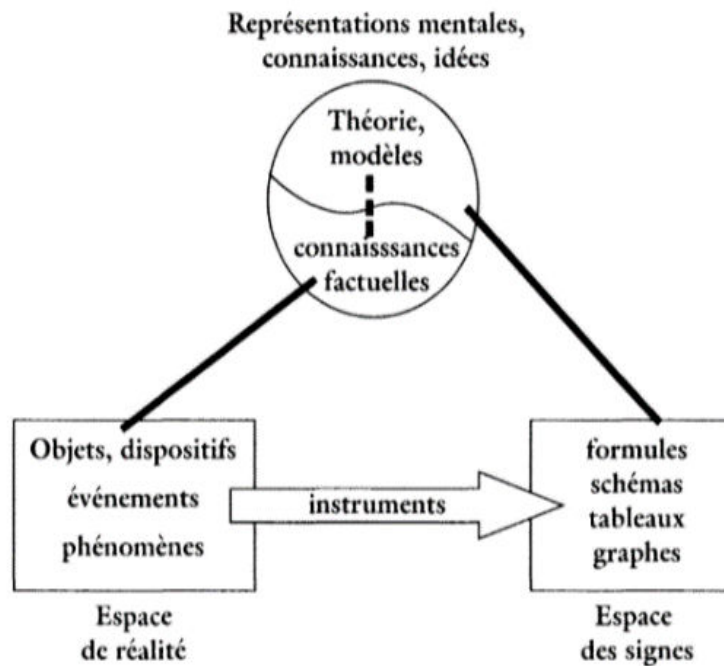 Représentations mentales,
connaissances, idées
Théorie,
modèles
connaisssances
factuelles
Objets, dispositifs
événements
phénomènes
instruments
formules
schémas
tableaux
graphes
Espace
de réalité
Espace
des signes